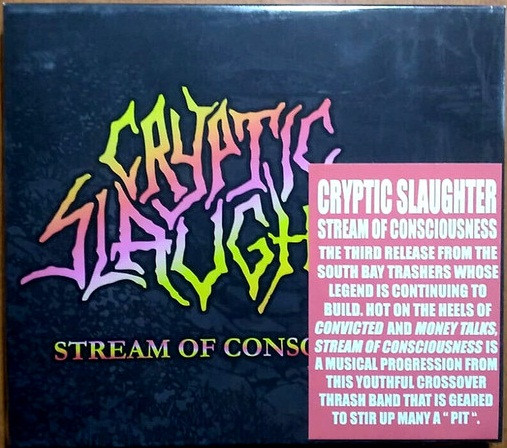 CRYPTIC
SLAUGH
STREAM OF CONSC
CRYPTIC SLAUGHTER
STREAM OF CONSCIOUSNESS
THE THIRD RELEASE FROM THE
SOUTH BAY TRASHERS WHOSE
LEGEND IS CONTINUING TO
BUILD. HOT ON THE HEELS OF
CONVICTED AND MONEY TALKS,
STREAM OF CONSCIOUSNESS IS
A MUSICAL PROGRESSION FROM
THIS YOUTHFUL CROSSOVER
THRASH BAND THAT IS GEARED
TO STIR UP MANY A " PIT ".